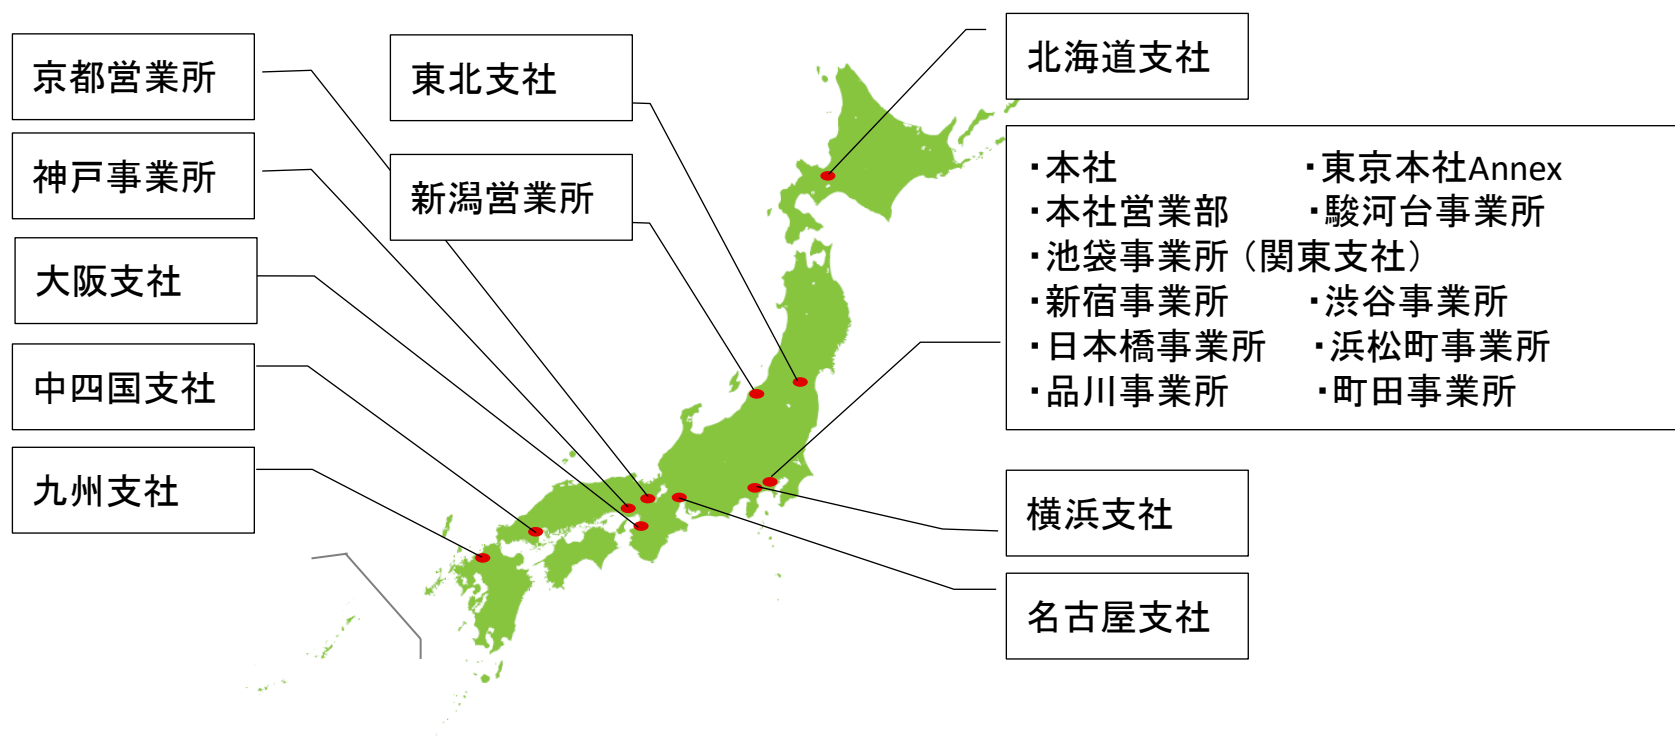 京都営業所
神戸事業所
大阪支社
中四国支社
九州支社
東北支社
新潟営業所
北海道支社
・本社 ・東京本社Annex
・本社営業部 ・駿河台事業所
・池袋事業所（関東支社）
・新宿事業所 ・渋谷事業所
・日本橋事業所 ・浜松町事業所
・品川事業所 ・町田事業所
横浜支社
名古屋支社